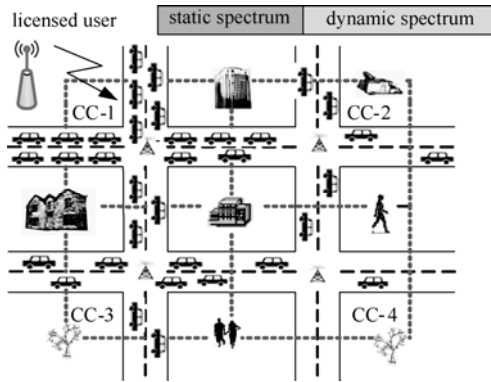 licensed user
static spectrum
dynamic spectrum
CC-1
CC-2
CC-3
CC-4